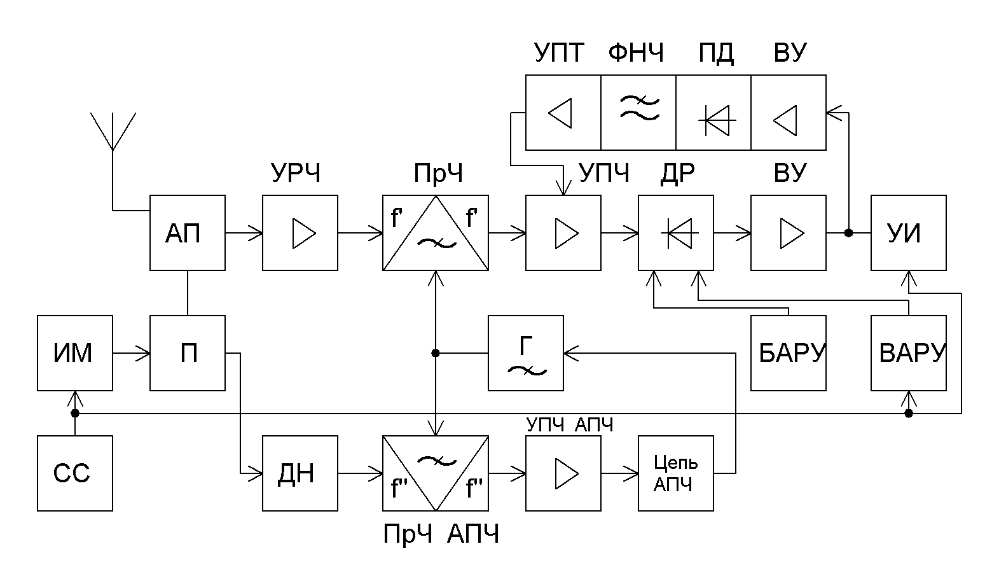 УПТ ФНЧ ПД ВУ
УРЧ ПрЧ УПЧ ДР ВУ
f' f'
АП УИ
ИМ П Г БАРУ ВАРУ
УПЧ АПЧ
СС ДН f'' f'' Цепь
АПЧ
ПрЧ АПЧ